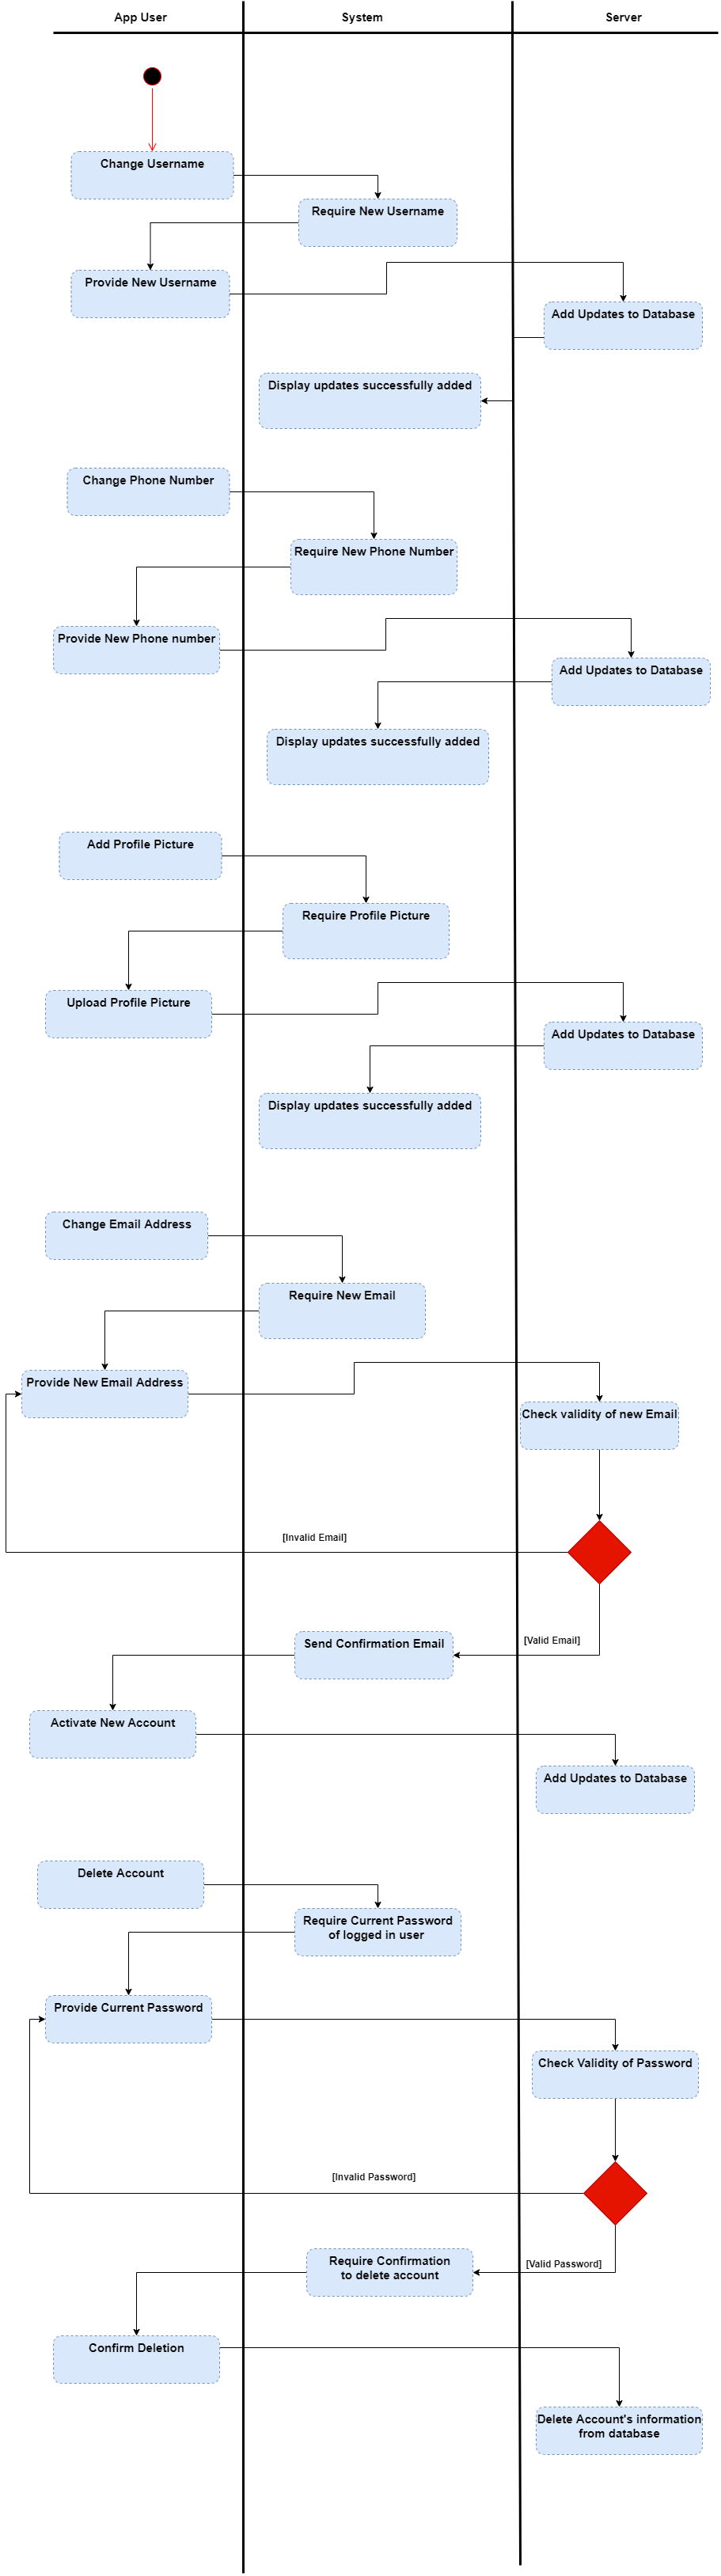 App User
System
Server
Change Username
Require New Username
Provide New Username
Add Updates to Database
Display updates successfully added
Change Phone Number
Require New Phone Number
Provide New Phone number
Add Updates to Database
Display updates successfully added
Add Profile Picture
Require Profile Picture
Upload Profile Picture
Add Updates to Database
Display updates successfully added
Change Email Address
Require New Email
Provide New Email Address
Check validity of new Email
[Invalid Email]
[Valid Email]
Send Confirmation Email
Activate New Account
Add Updates to Database
Delete Account
Require Current Password
of logged in user
Provide Current Password
Check Validity of Password
[Invalid Password]
[Valid Password]
Require Confirmation
to delete account
Confirm Deletion
Delete Account's information
from database